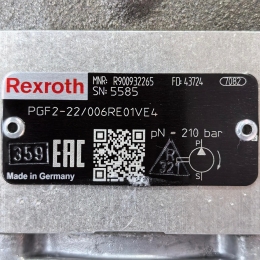 Rexroth
MNR: R900932265 FD: 43724 7082
SN: 5585
PGF2-22/006RE01VE4
359 EAC
pN - 210 bar
R
321
P
S
Made in Germany